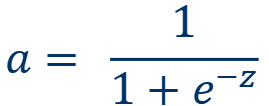 a = 1 / (1 + e^{-z})